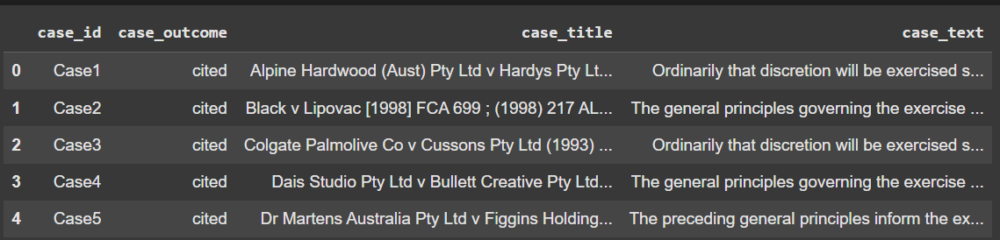 case_id case_outcome case_title case_text
0 Case1 cited Alpine Hardwood (Aust) Pty Ltd v Hardys Pty Lt... Ordinarily that discretion will be exercised s...
1 Case2 cited Black v Lipovac [1998] FCA 699 ; (1998) 217 AL... The general principles governing the exercise ...
2 Case3 cited Colgate Palmolive Co v Cussons Pty Ltd (1993) ... Ordinarily that discretion will be exercised s...
3 Case4 cited Dais Studio Pty Ltd v Bullett Creative Pty Ltd... The general principles governing the exercise ...
4 Case5 cited Dr Martens Australia Pty Ltd v Figgins Holding... The preceding general principles inform the ex...